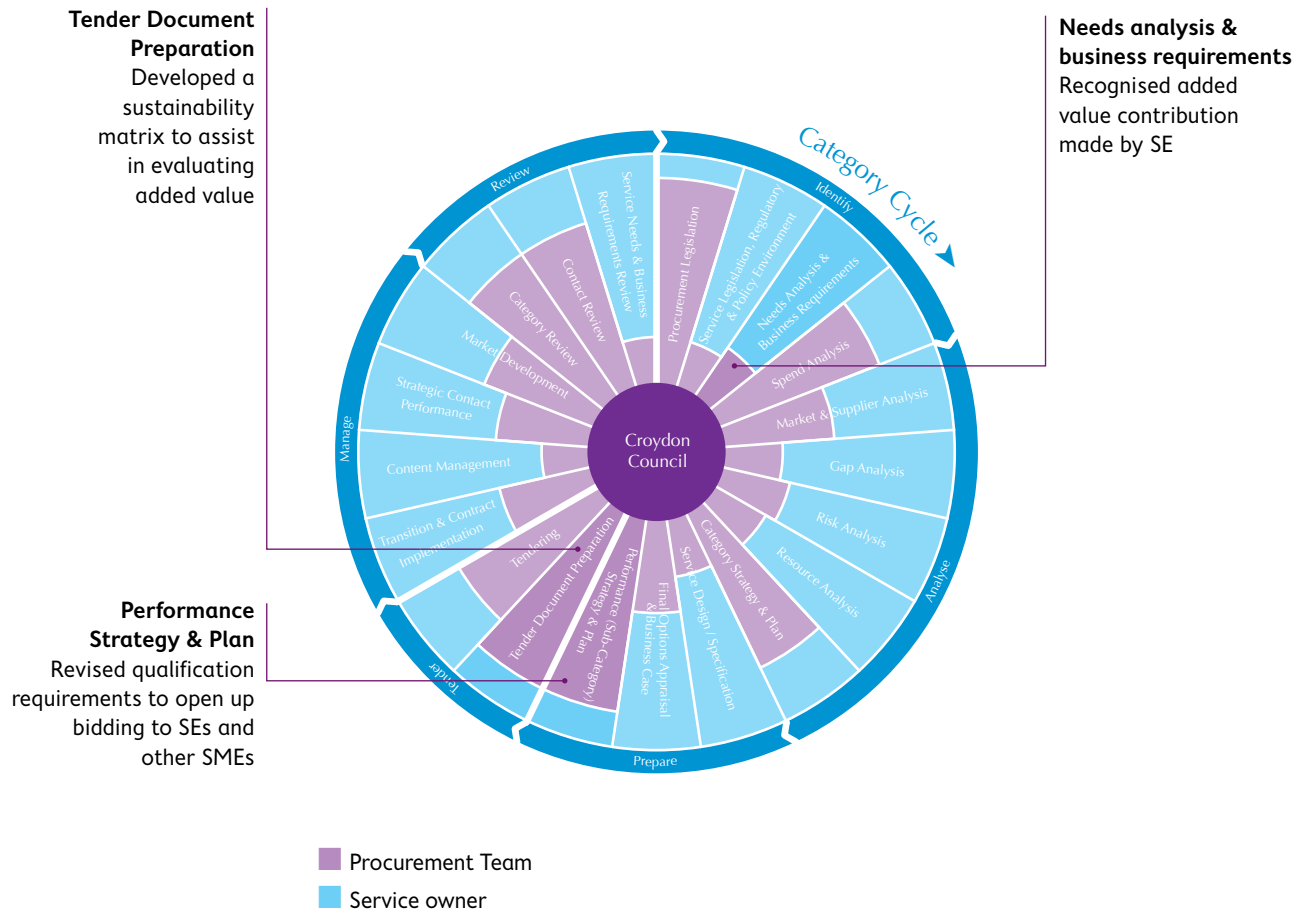 Tender Document
Preparation
Developed a
sustainability
matrix to assist
in evaluating
added value
Needs analysis &
business requirements
Recognised added
value contribution
made by SE
Category Cycle
Identify
Procurement Legislation
Service Legislation, Regulatory
& Policy Environment
Needs Analysis &
Business Requirements
Spend Analysis
Analyse
Market & Supplier Analysis
Gap Analysis
Risk Analysis
Resource Analysis
Category Strategy & Plan
Prepare
Service Design / Specification
Final Options Appraisal
& Business Case
Performance (Sub-Category)
Strategy & Plan
Tender
Tender Document Preparation
Tendering
Manage
Transition & Contract
Implementation
Content Management
Strategic Contact
Performance
Market Development
Review
Category Review
Contact Review
Service Needs & Business
Requirements Review
Croydon
Council
Performance
Strategy & Plan
Revised qualification
requirements to open up
bidding to SEs and
other SMEs
Procurement Team
Service owner